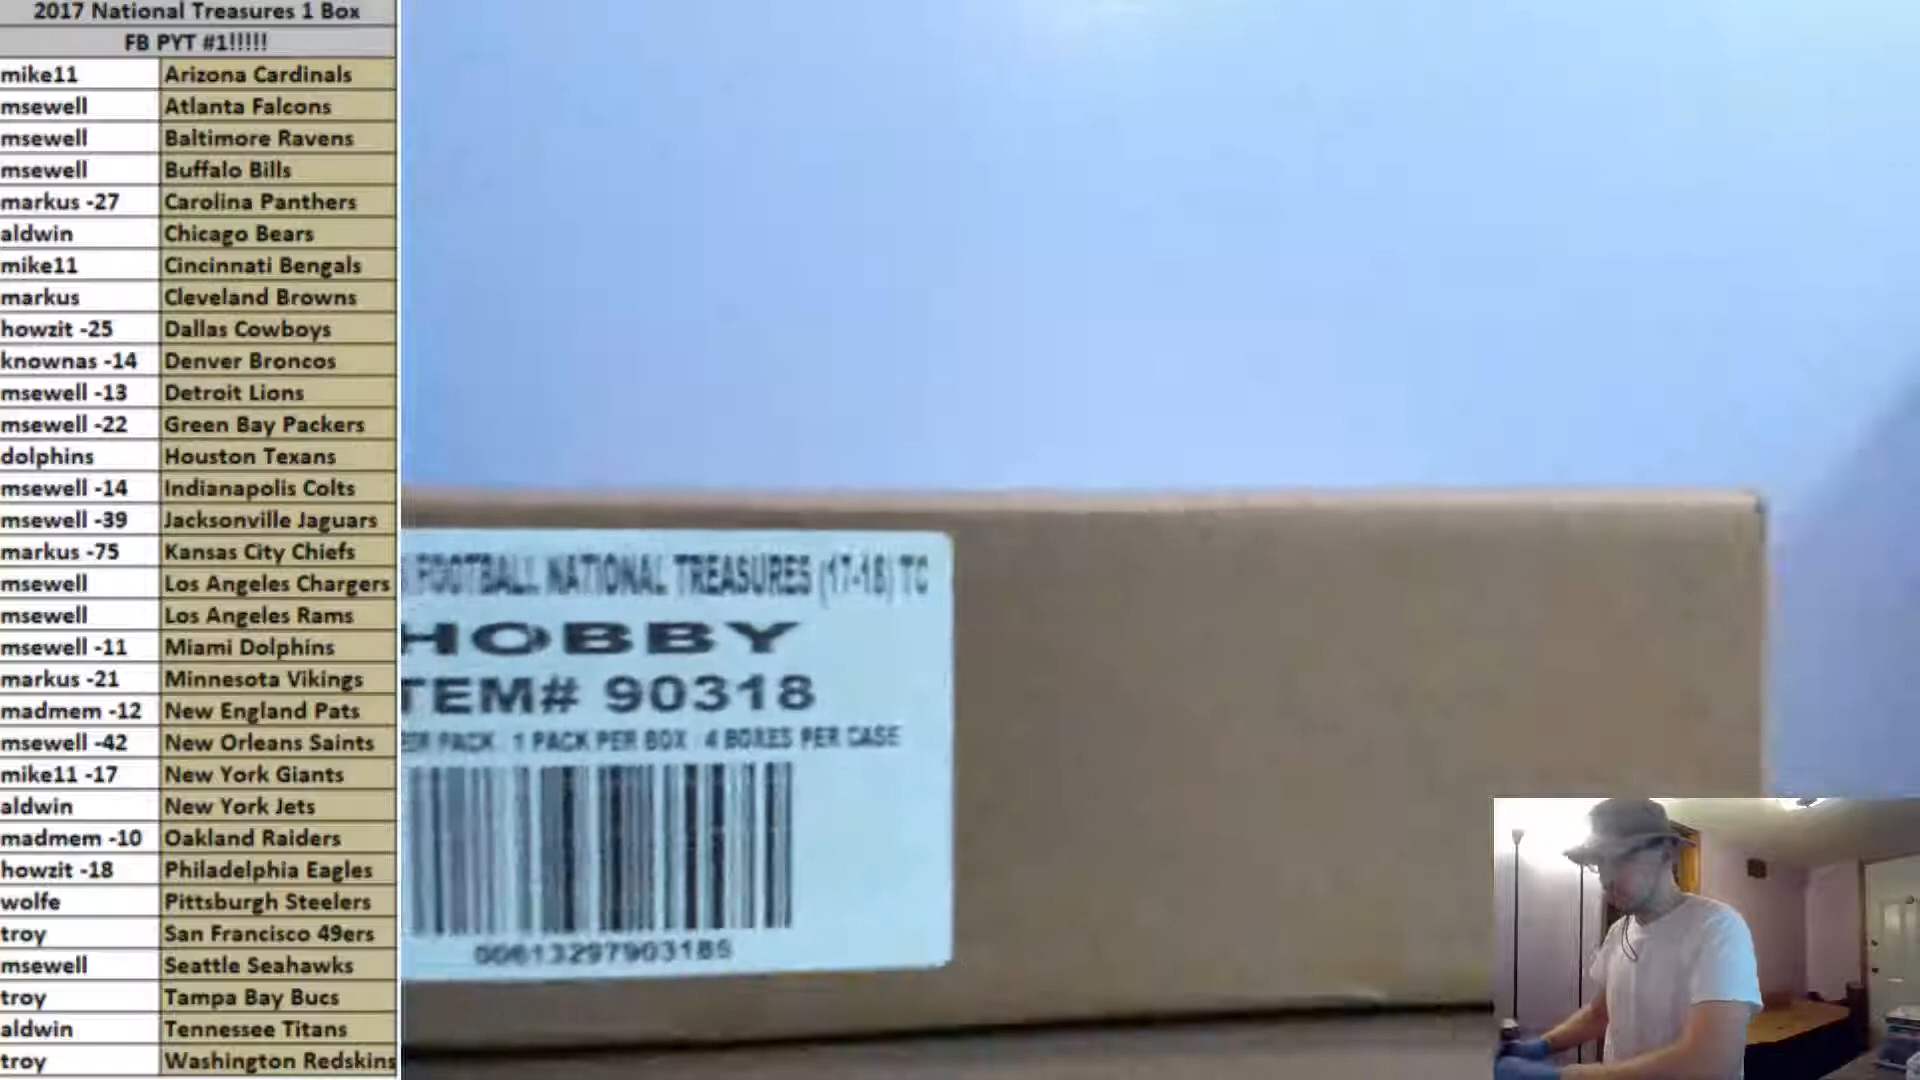 2017 National Treasures 1 Box
FB PYT #1!!!!!
mike11 Arizona Cardinals
msewell Atlanta Falcons
msewell Baltimore Ravens
msewell Buffalo Bills
markus -27 Carolina Panthers
aldwin Chicago Bears
mike11 Cincinnati Bengals
markus Cleveland Browns
howzit -25 Dallas Cowboys
knownas -14 Denver Broncos
msewell -13 Detroit Lions
msewell -22 Green Bay Packers
dolphins Houston Texans
msewell -14 Indianapolis Colts
msewell -39 Jacksonville Jaguars
markus -75 Kansas City Chiefs
msewell Los Angeles Chargers
msewell Los Angeles Rams
msewell -11 Miami Dolphins
markus -21 Minnesota Vikings
madmem -12 New England Pats
msewell -42 New Orleans Saints
mike11 -17 New York Giants
aldwin New York Jets
madmem -10 Oakland Raiders
howzit -18 Philadelphia Eagles
wolfe Pittsburgh Steelers
troy San Francisco 49ers
msewell Seattle Seahawks
troy Tampa Bay Bucs
aldwin Tennessee Titans
troy Washington Redskins
FOOTBALL NATIONAL TREASURES (17-18) TC
HOBBY
TEM# 90318
ER PACK 1 PACK PER BOX 4 BOXES PER CASE